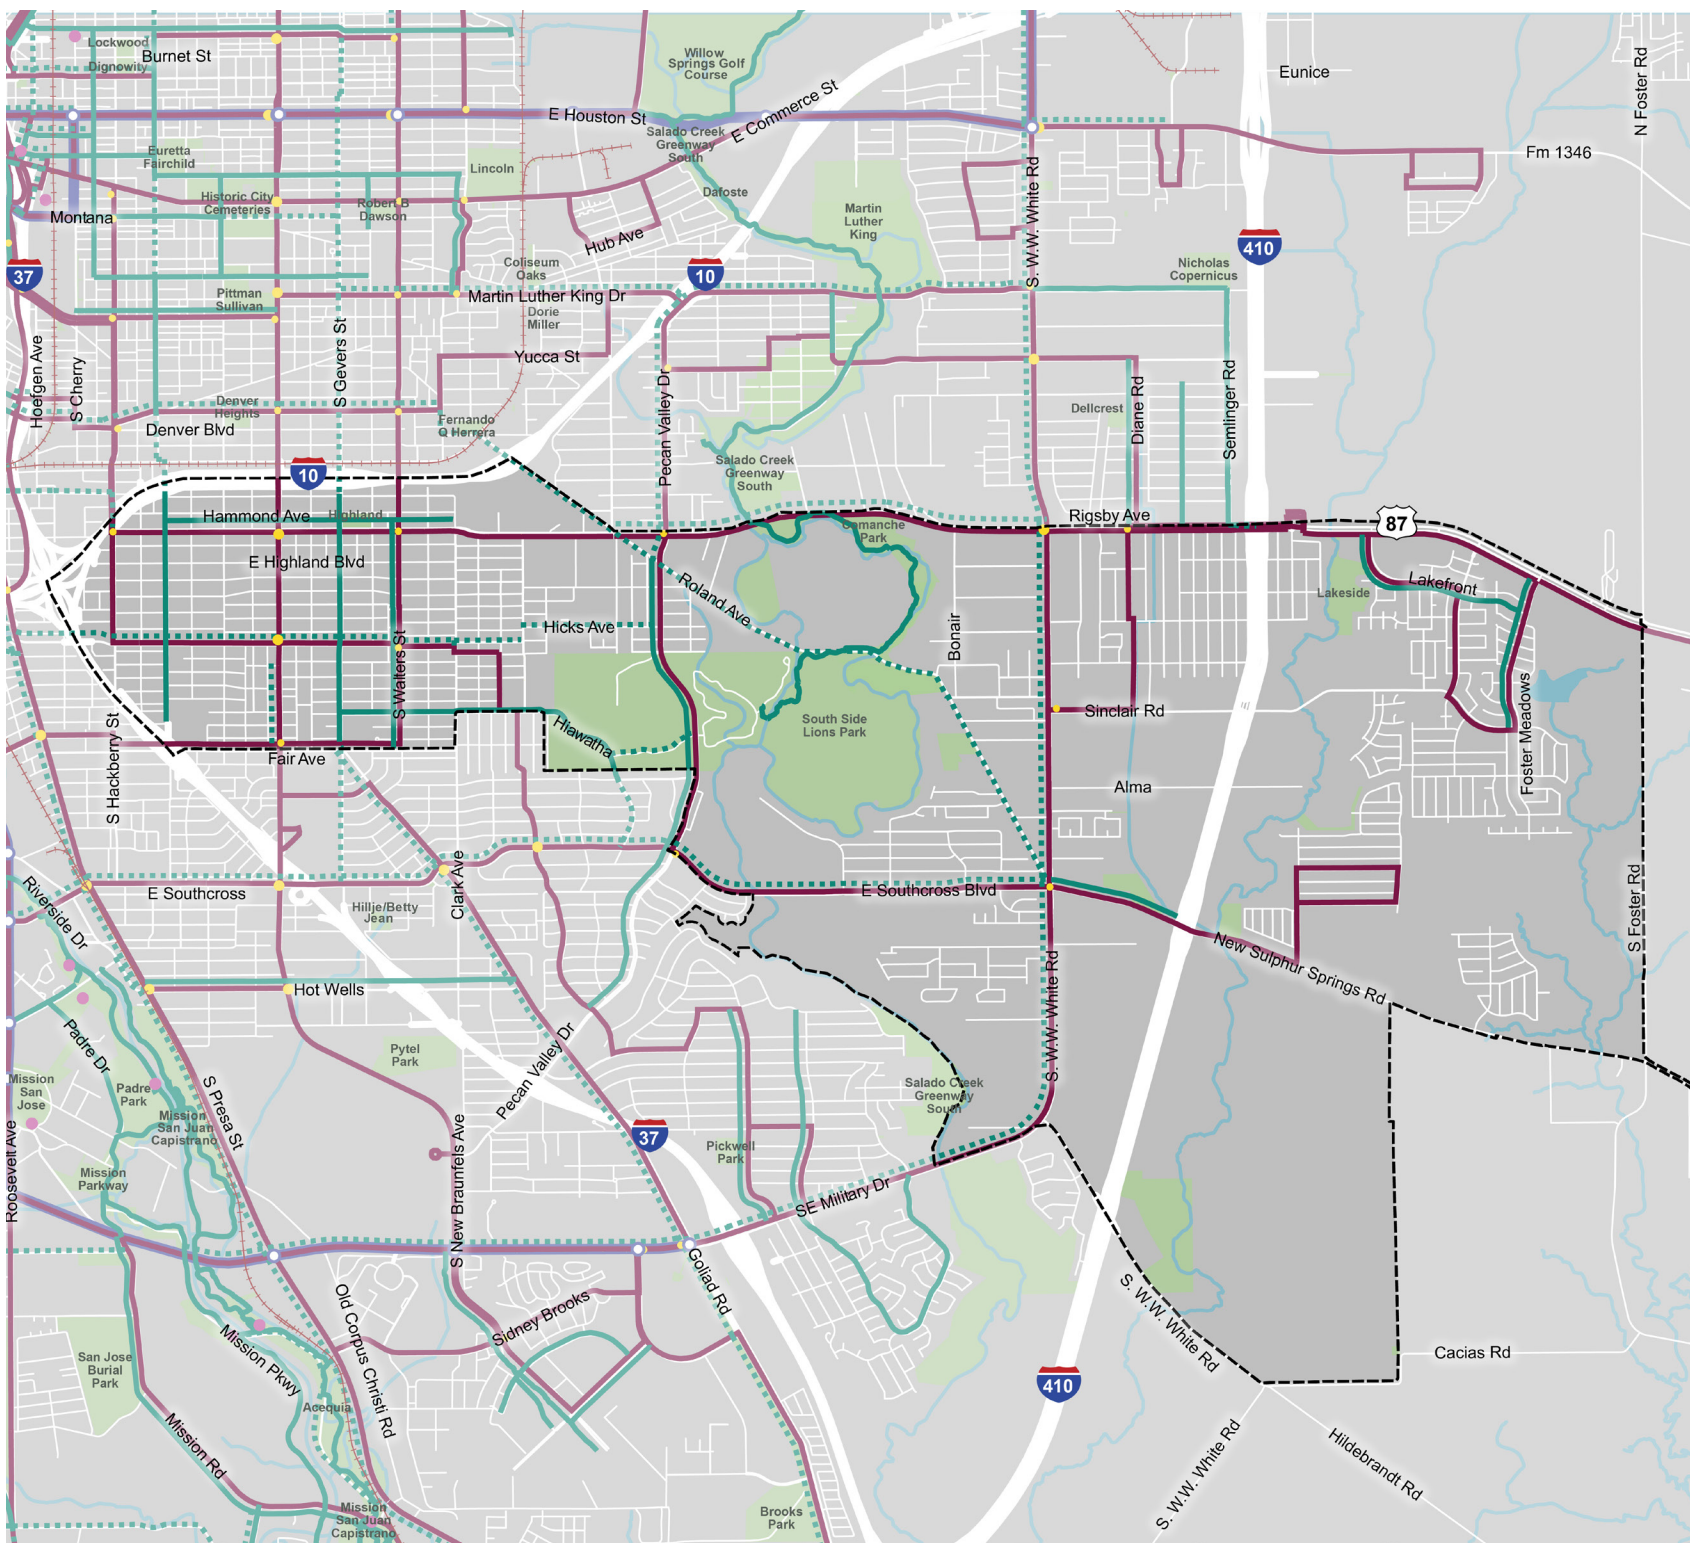 Lockwood
Dignowity
Burnet St
Willow
Springs Golf
Course
Eunice
N Foster Rd
E Houston St
E Commerce St
Salado Creek
Greenway
South
Euretta
Fairchild
Lincoln
Fm 1346
Historic City
Cemeteries
Robert B
Dawson
Dafoste
Montana
Martin
Luther
King
S. W.W. White Rd
Hub Ave
37
Coliseum
Oaks
10
410
Nicholas
Copernicus
Pittman
Sullivan
Martin Luther King Dr
Dorie
Miller
Hoefgen Ave
S Cherry
S Gevers St
Yucca St
Denver
Heights
Denver Blvd
Fernando
Q Herrera
Pecan Valley Dr
Dellcrest
Diane Rd
Semlinger Rd
10
Salado Creek
Greenway
South
Hammond Ave
Highland
Comanche
Park
Rigsby Ave
87
E Highland Blvd
Roland Ave
Lakeside
Lakefront
Hicks Ave
Bonair
S Walters St
S Hackberry St
Fair Ave
Hiawatha
South Side
Lions Park
Sinclair Rd
Foster Meadows
Alma
Riverside Dr
E Southcross
Hillje/Betty
Jean
Clark Ave
E Southcross Blvd
S Foster Rd
New Sulphur Springs Rd
Hot Wells
S. W.W. White Rd
Padre Dr
Pytel
Park
Pecan Valley Dr
Mission
San
Jose
Padre
Park
S Presa St
Mission
San Juan
Capistrano
Salado Creek
Greenway
South
37
Pickwell
Park
Roosevelt Ave
Mission
Parkway
S New Braunfels Ave
SE Military Dr
Goliad Rd
S. W.W. White Rd
Old Corpus Christi Rd
Sidney Brooks
Mission Pkwy
San Jose
Burial
Park
Cacias Rd
410
Acequia
Mission Rd
S. W.W. White Rd
Hildebrandt Rd
Mission
San Juan
Capistrano
Brooks
Park